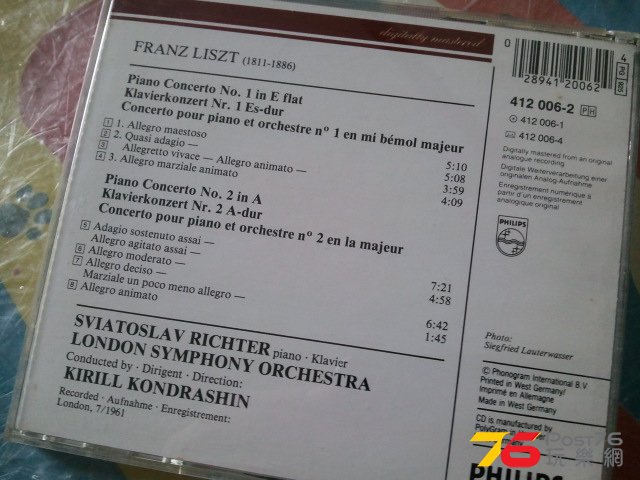 digitally mastered
FRANZ LISZT (1811-1886)
Piano Concerto No. 1 in E flat
Klavierkonzert Nr. 1 Es-dur
Concerto pour piano et orchestre nº 1 en mi bémol majeur
1 1. Allegro maestoso 5:10
2 2. Quasi adagio — 5:08
3 Allegretto vivace — Allegro animato — 3:59
4 3. Allegro marziale animato 4:09
Piano Concerto No. 2 in A
Klavierkonzert Nr. 2 A-dur
Concerto pour piano et orchestre nº 2 en la majeur
5 Adagio sostenuto assai —
Allegro agitato assai — 7:21
6 Allegro moderato — 4:58
7 Allegro deciso —
Marziale un poco meno allegro — 6:42
8 Allegro animato 1:45
SVIATOSLAV RICHTER piano · Klavier
LONDON SYMPHONY ORCHESTRA
Conducted by · Dirigent · Direction:
KIRILL KONDRASHIN
Recorded · Aufnahme · Enregistrement:
London, 7/1961
0 28941 20062 4
412 006-2 PH
412 006-1
412 006-4
Digitally mastered from an original
analogue recording
Digitale Weiterverarbeitung einer
originalen Analog-Aufnahme
Enregistrement numérique à
partir d'un enregistrement
analogique original
PHILIPS
Photo:
Siegfried Lauterwasser
Ⓒ Phonogram International B.V.
Printed in West Germany/
Imprimé en Allemagne
Made in West Germany
CD is manufactured by
PolyGram in
Germany
PHILIPS
76 Post76
玩樂網